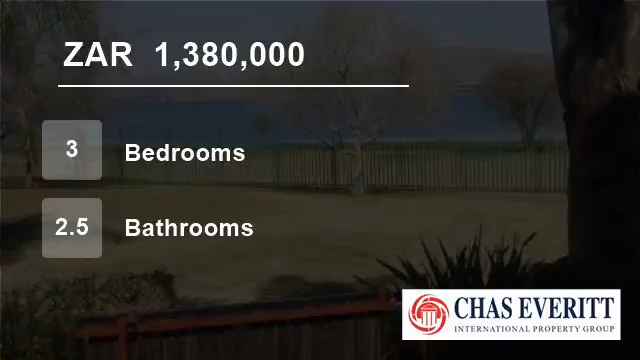 ZAR 1,380,000
3 Bedrooms
2.5 Bathrooms
CHAS EVERITT
INTERNATIONAL PROPERTY GROUP